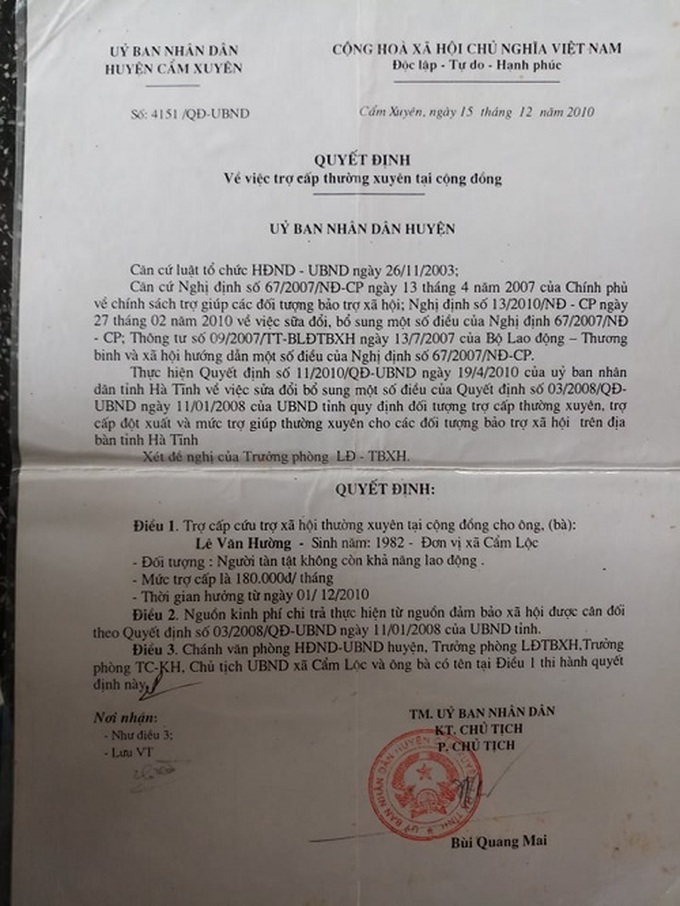 UỶ BAN NHÂN DÂN
HUYỆN CẨM XUYÊN
CỘNG HOÀ XÃ HỘI CHỦ NGHĨA VIỆT NAM
Độc lập - Tự do - Hạnh phúc
Số: 4151 /QĐ-UBND
Cẩm Xuyên, ngày 15 tháng 12 năm 2010
QUYẾT ĐỊNH
Về việc trợ cấp thường xuyên tại cộng đồng
UỶ BAN NHÂN DÂN HUYỆN
Căn cứ luật tổ chức HĐND - UBND ngày 26/11/2003;
Căn cứ Nghị định số 67/2007/NĐ-CP ngày 13 tháng 4 năm 2007 của Chính phủ
về chính sách trợ giúp các đối tượng bảo trợ xã hội; Nghị định số 13/2010/NĐ - CP ngày
27 tháng 02 năm 2010 về việc sửa đổi, bổ sung một số điều của Nghị định 67/2007/NĐ
- CP; Thông tư số 09/2007/TT-BLĐTBXH ngày 13/7/2007 của Bộ Lao động – Thương
binh và xã hội hướng dẫn một số điều của Nghị định số 67/2007/NĐ-CP.
Thực hiện Quyết định số 11/2010/QĐ-UBND ngày 19/4/2010 của uỷ ban nhân
dân tỉnh Hà Tĩnh về việc sửa đổi bổ sung một số điều của Quyết định số 03/2008/QĐ-
UBND ngày 11/01/2008 của UBND tỉnh quy định đối tượng trợ cấp thường xuyên, trợ
cấp đột xuất và mức trợ giúp thường xuyên cho các đối tượng bảo trợ xã hội trên địa
bàn tỉnh Hà Tĩnh
Xét đề nghị của Trưởng phòng LĐ - TBXH.
QUYẾT ĐỊNH:
Điều 1. Trợ cấp cứu trợ xã hội thường xuyên tại cộng đồng cho ông, (bà):
Lê Văn Hường - Sinh năm: 1982 - Đơn vị xã Cẩm Lộc
- Đối tượng : Người tàn tật không còn khả năng lao động .
- Mức trợ cấp là 180.000đ/ tháng
- Thời gian hưởng từ ngày 01/ 12/2010
Điều 2. Nguồn kinh phí chi trả thực hiện từ nguồn đảm bảo xã hội được cân đối
theo Quyết định số 03/2008/QĐ-UBND ngày 11/01/2008 của UBND tỉnh.
Điều 3. Chánh văn phòng HĐND-UBND huyện, Trưởng phòng LĐTBXH,Trưởng
phòng TC-KH, Chủ tịch UBND xã Cẩm Lộc và ông bà có tên tại Điều 1 thi hành quyết
định này.
Nơi nhận:
- Như điều 3;
- Lưu VT
TM. UỶ BAN NHÂN DÂN
KT. CHỦ TỊCH
P. CHỦ TỊCH
Bùi Quang Mai